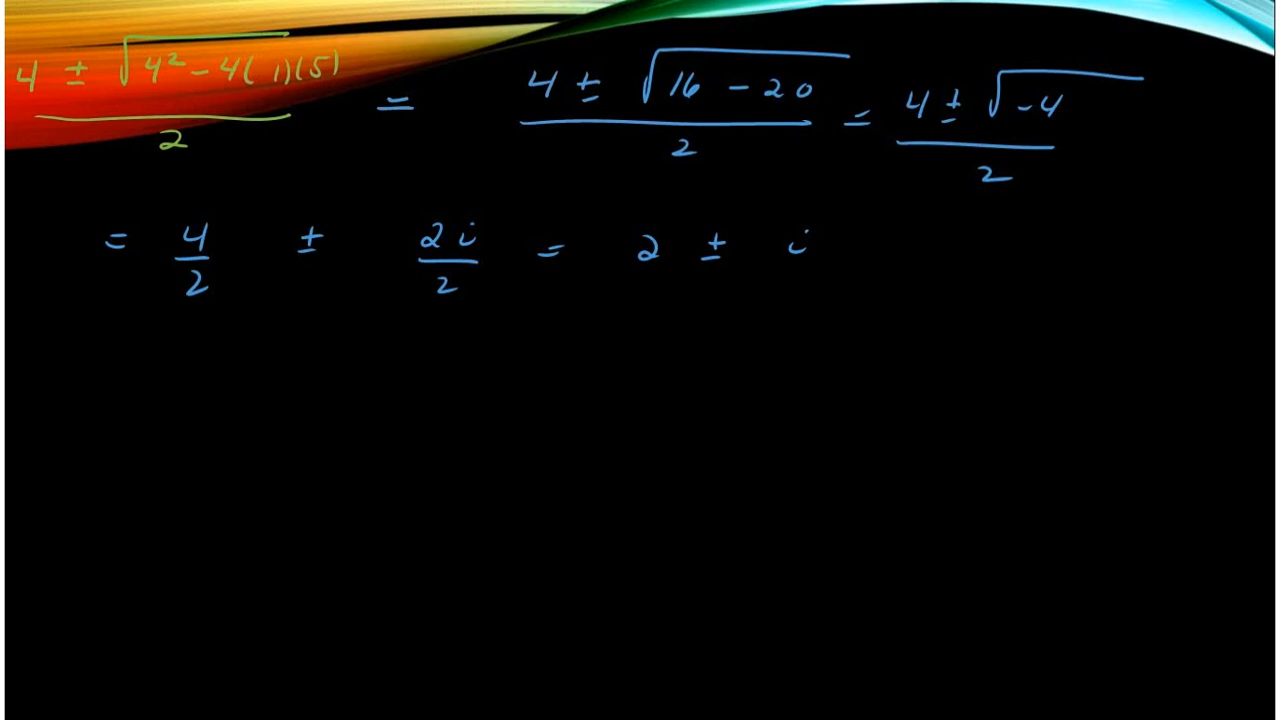 4 ± √(4² - 4(1)(5)) / 2 = 4 ± √(16 - 20) / 2 = 4 ± √(-4) / 2
= 4/2 ± 2i/2 = 2 ± i